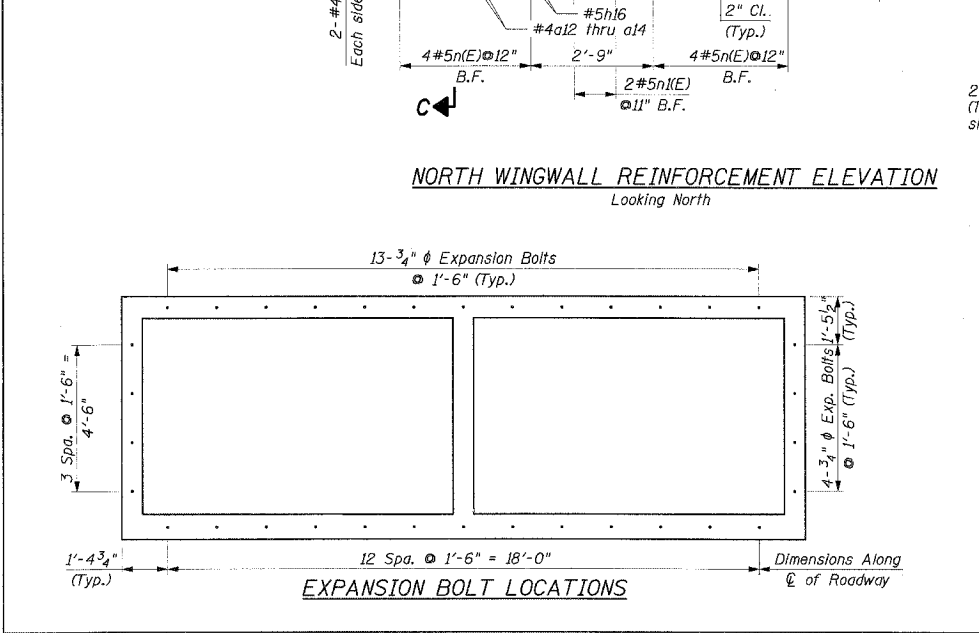 2-#4
Each side
#5h16
#4a12 thru a14
2" Cl.
(Typ.)
4#5n(E)@12"
B.F.
2'-9"
4#5n(E)@12"
B.F.
2#5n1(E)
@11" B.F.
C
2
(T
NORTH WINGWALL REINFORCEMENT ELEVATION
Looking North
13-3/4" ϕ Expansion Bolts
@ 1'-6" (Typ.)
3 Spa. @ 1'-6" =
4'-6"
1'-5½"
(Typ.)
4-3/4" ϕ Exp. Bolts
@ 1'-6" (Typ.)
1'-4¾"
(Typ.)
12 Spa. @ 1'-6" = 18'-0"
Dimensions Along
℄ of Roadway
EXPANSION BOLT LOCATIONS